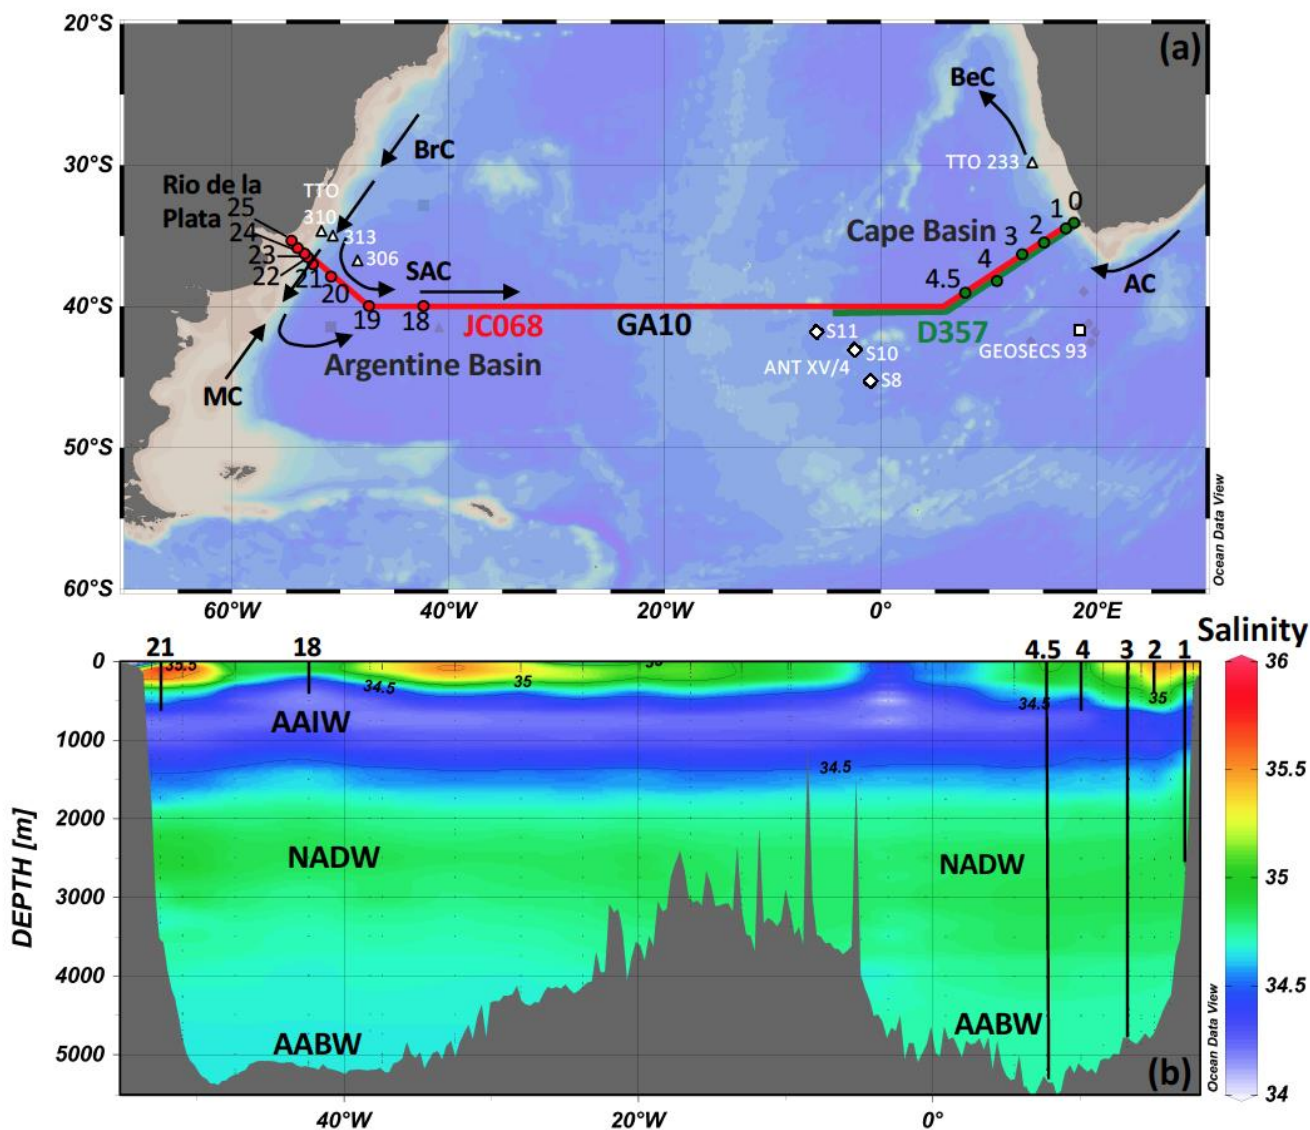 20°S
(a)
BeC
BrC
30°S
TTO 233
Rio de la
Plata
TTO
310
313
306
25
24
23
22
21
20
19
18
SAC
0
1
2
3
4
4.5
Cape Basin
AC
40°S
JC068
GA10
D357
S11
S10
S8
ANT XV/4
GEOSECS 93
Argentine Basin
MC
50°S
60°S
Ocean Data View
60°W
40°W
20°W
0°
20°E
21
18
4.5
4
3
2
1
Salinity
0
35.5
34.5
35
34.5
35
36
AAIW
1000
34.5
35.5
2000
NADW
NADW
35
3000
DEPTH [m]
4000
34.5
AABW
AABW
5000
(b)
Ocean Data View
34
40°W
20°W
0°